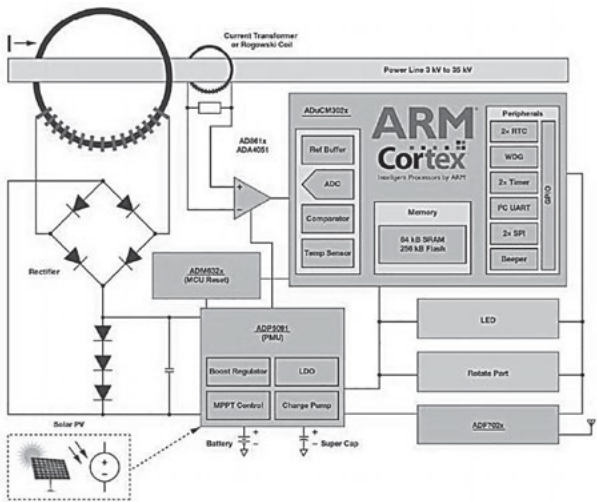 I
Current Transformer
or Rogowski Coil
Power Line 3 kV to 35 kV
AD861x
ADA4051
+
−
ADuCM302x
ARM
Cortex
Intelligent Processors by ARM
Ref Buffer
ADC
Comparator
Temp Sensor
Memory
64 kB SRAM
256 kB Flash
Peripherals
2× RTC
WDG
2× Timer
I²C UART
2× SPI
Beeper
GPIO
Rectifier
ADM632x
(MCU Reset)
ADP5091
(PMU)
Boost Regulator
LDO
MPPT Control
Charge Pump
LED
Rotate Part
ADF702x
Solar PV
+
−
Battery
+
−
+
−
Super Cap